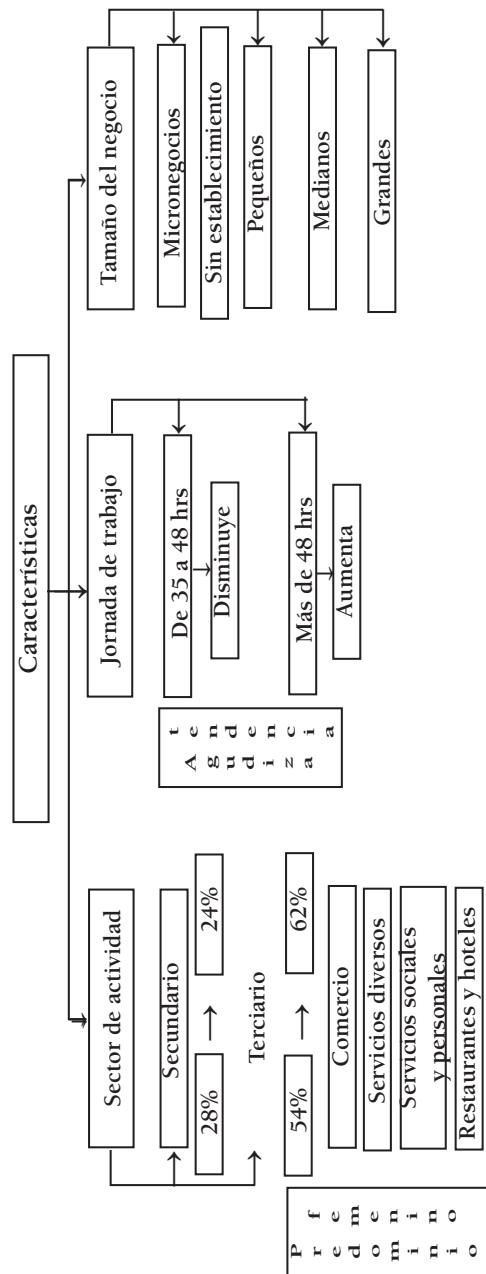 Características
Sector de actividad
Secundario
28% → 24%
Terciario
54% → 62%
Comercio
Servicios diversos
Servicios sociales
y personales
Restaurantes y hoteles
P r e d o m i n i o
f e m e n i n o
Jornada de trabajo
De 35 a 48 hrs
Disminuye
Más de 48 hrs
Aumenta
A g u d i z a
t e n d e n c i a
Tamaño del negocio
Micronegocios
Sin establecimiento
Pequeños
Medianos
Grandes